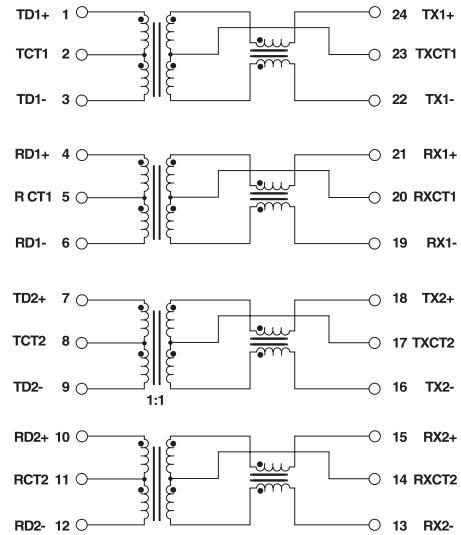 TD1+ 1 24 TX1+
TCT1 2 23 TXCT1
TD1- 3 22 TX1-
RD1+ 4 21 RX1+
R CT1 5 20 RXCT1
RD1- 6 19 RX1-
TD2+ 7 18 TX2+
TCT2 8 17 TXCT2
TD2- 9 16 TX2-
1:1
RD2+ 10 15 RX2+
RCT2 11 14 RXCT2
RD2- 12 13 RX2-